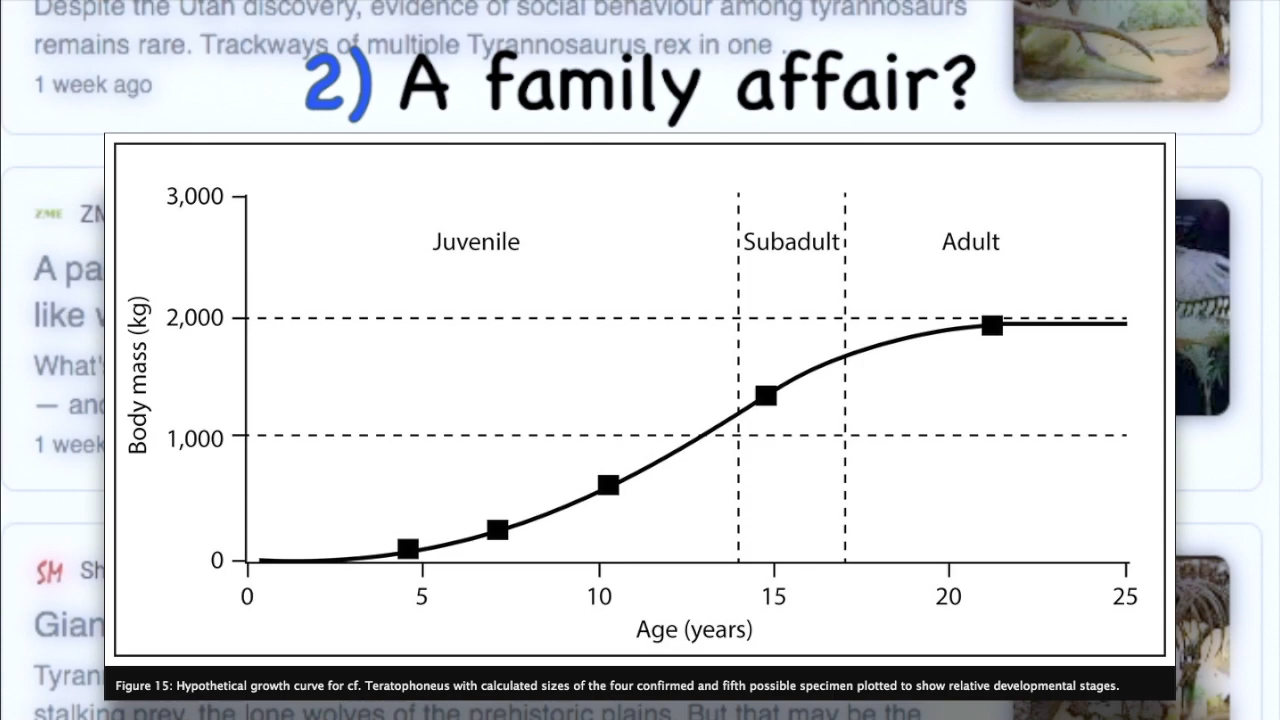 Despite the Utah discovery, evidence of social behaviour among tyrannosaurs
remains rare. Trackways of multiple Tyrannosaurus rex in one ..
1 week ago
2) A family affair?
3,000
Juvenile
Subadult
Adult
2,000
Body mass (kg)
1,000
0
0 5 10 15 20 25
Age (years)
Figure 15: Hypothetical growth curve for cf. Teratophoneus with calculated sizes of the four confirmed and fifth possible specimen plotted to show relative developmental stages.
ZME
A pa
like
What'
— and
1 week
SM Sh
Gian
Tyran
stalking prey, the lone wolves of the prehistoric plains. But that may be the